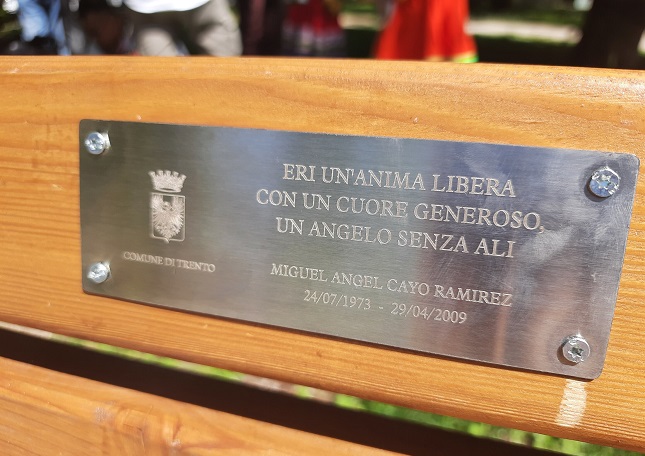 ERI UN'ANIMA LIBERA
CON UN CUORE GENEROSO,
UN ANGELO SENZA ALI
COMUNE DI TRENTO
MIGUEL ANGEL CAYO RAMIREZ
24/07/1973 - 29/04/2009